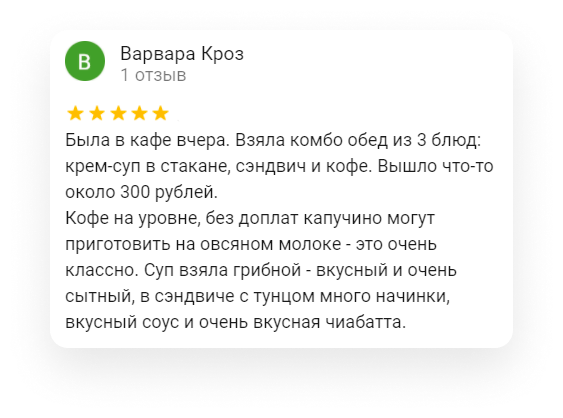 В
Варвара Кроз
1 отзыв
Была в кафе вчера. Взяла комбо обед из 3 блюд:
крем-суп в стакане, сэндвич и кофе. Вышло что-то
около 300 рублей.
Кофе на уровне, без доплат капучино могут
приготовить на овсяном молоке - это очень
классно. Суп взяла грибной - вкусный и очень
сытный, в сэндвиче с тунцом много начинки,
вкусный соус и очень вкусная чиабатта.